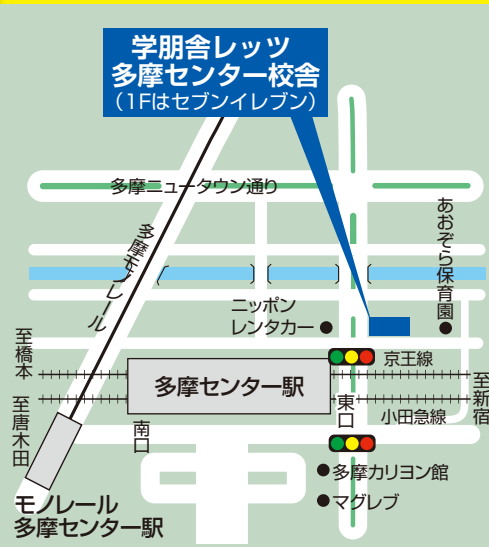 学朋舎レッツ
多摩センター校舎
（1Fはセブンイレブン）
多摩ニュータウン通り
多摩モノレール
あおぞら保育園
ニッポン
レンタカー
京王線
至橋本
至新宿
多摩センター駅
至唐木田
南口
東口
小田急線
多摩カリヨン館
マグレブ
モノレール
多摩センター駅